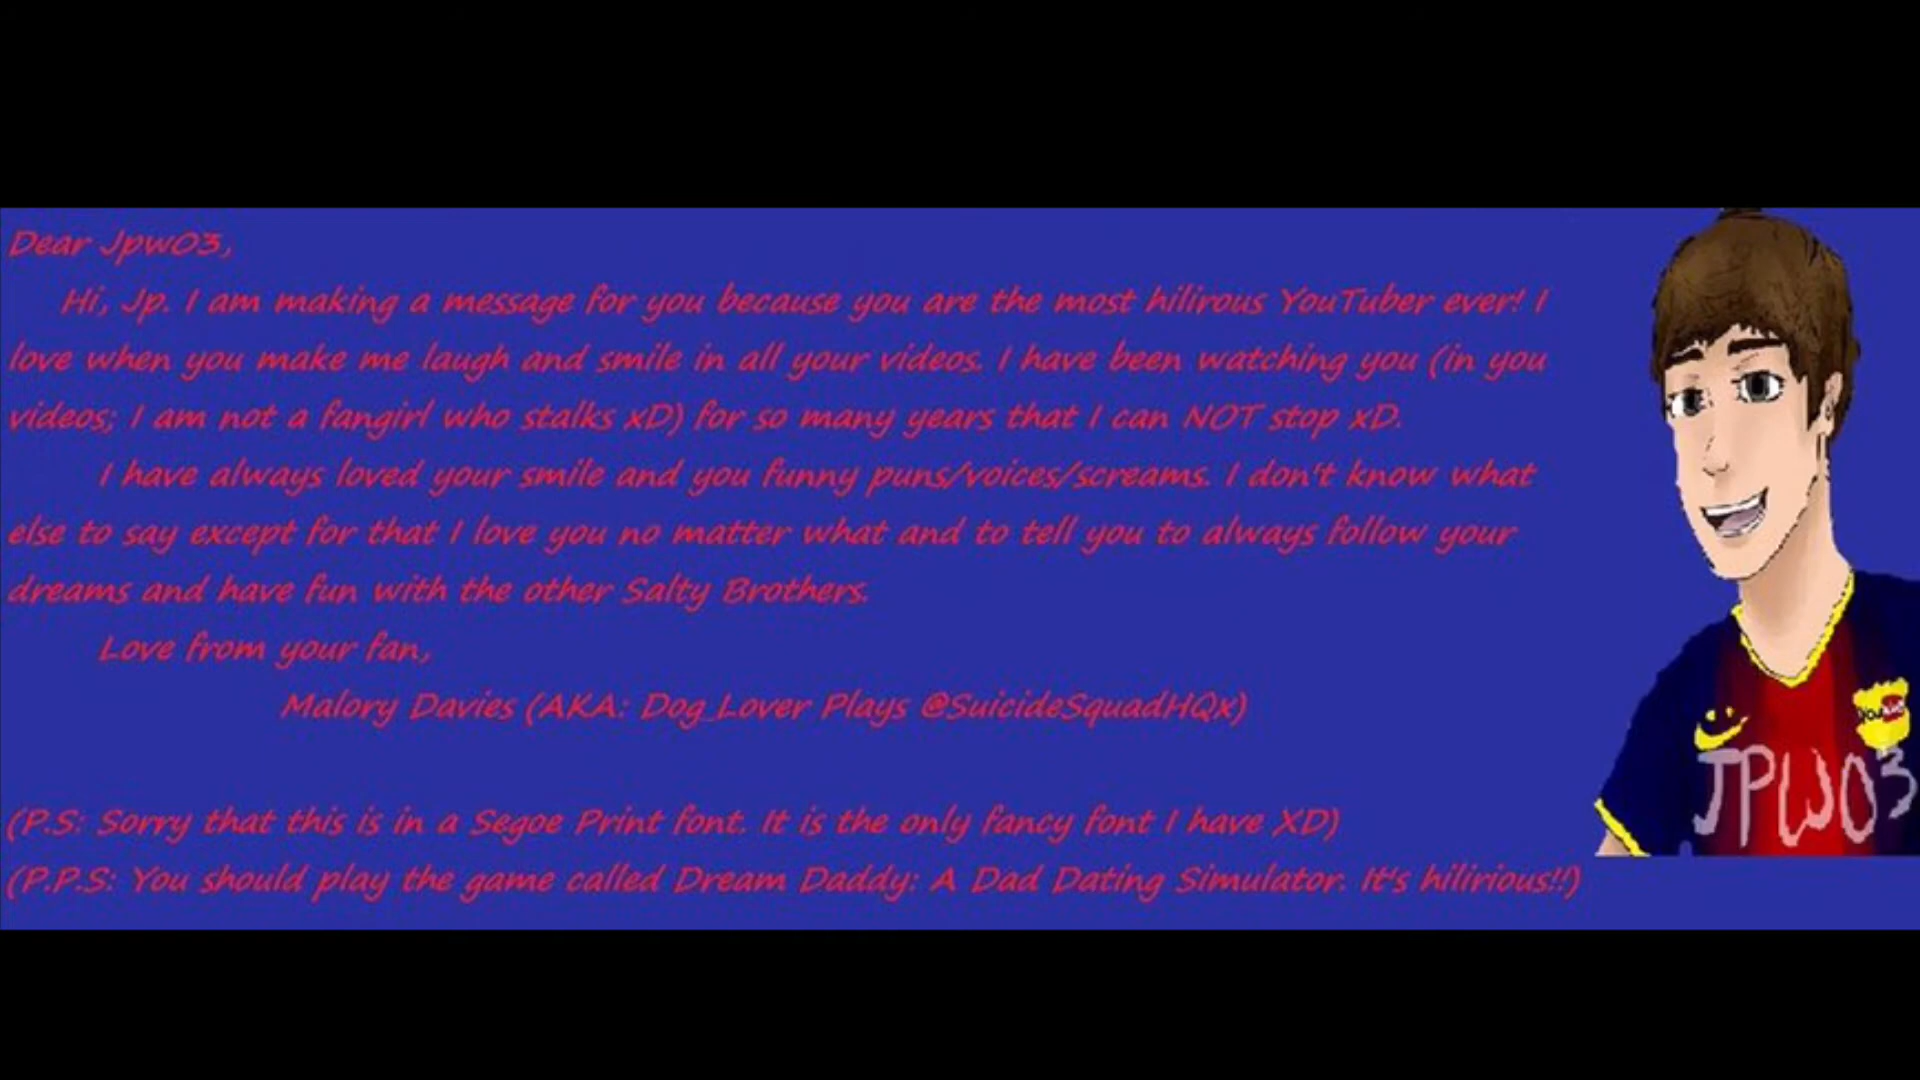 Dear Jpw03,
Hi, Jp. I am making a message for you because you are the most hilirous YouTuber ever! I
love when you make me laugh and smile in all your videos. I have been watching you (in you
videos; I am not a fangirl who stalks xD) for so many years that I can NOT stop xD.
I have always loved your smile and you funny puns/voices/screams. I don't know what
else to say except for that I love you no matter what and to tell you to always follow your
dreams and have fun with the other Salty Brothers.
Love from your fan,
Malory Davies (AKA: Dog_Lover Plays @SuicideSquadHQx)
(P.S: Sorry that this is in a Segoe Print font. It is the only fancy font I have XD)
(P.P.S: You should play the game called Dream Daddy: A Dad Dating Simulator. It's hilirious!!)
JPW03